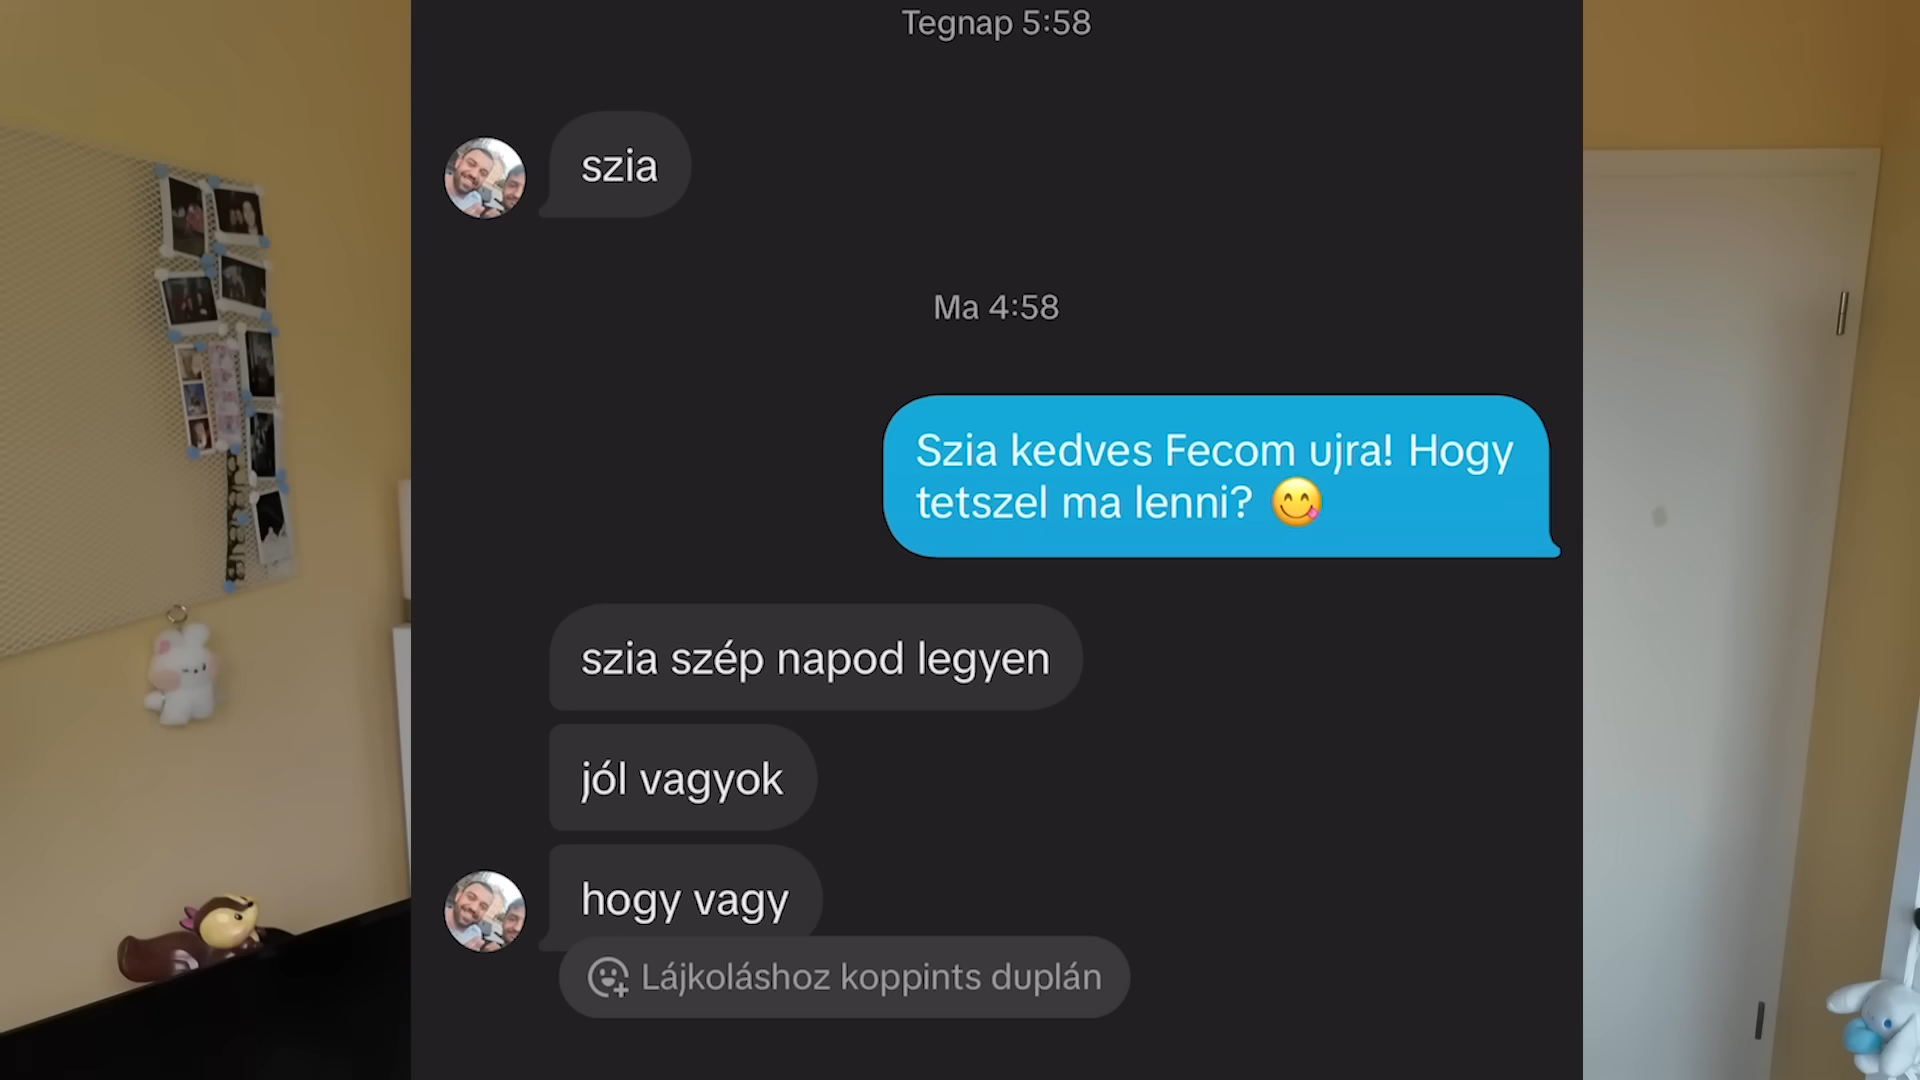 Tegnap 5:58
szia
Ma 4:58
Szia kedves Fecom ujra! Hogy
tetszel ma lenni? 😋
szia szép napod legyen
jól vagyok
hogy vagy
Lájkoláshoz koppints duplán